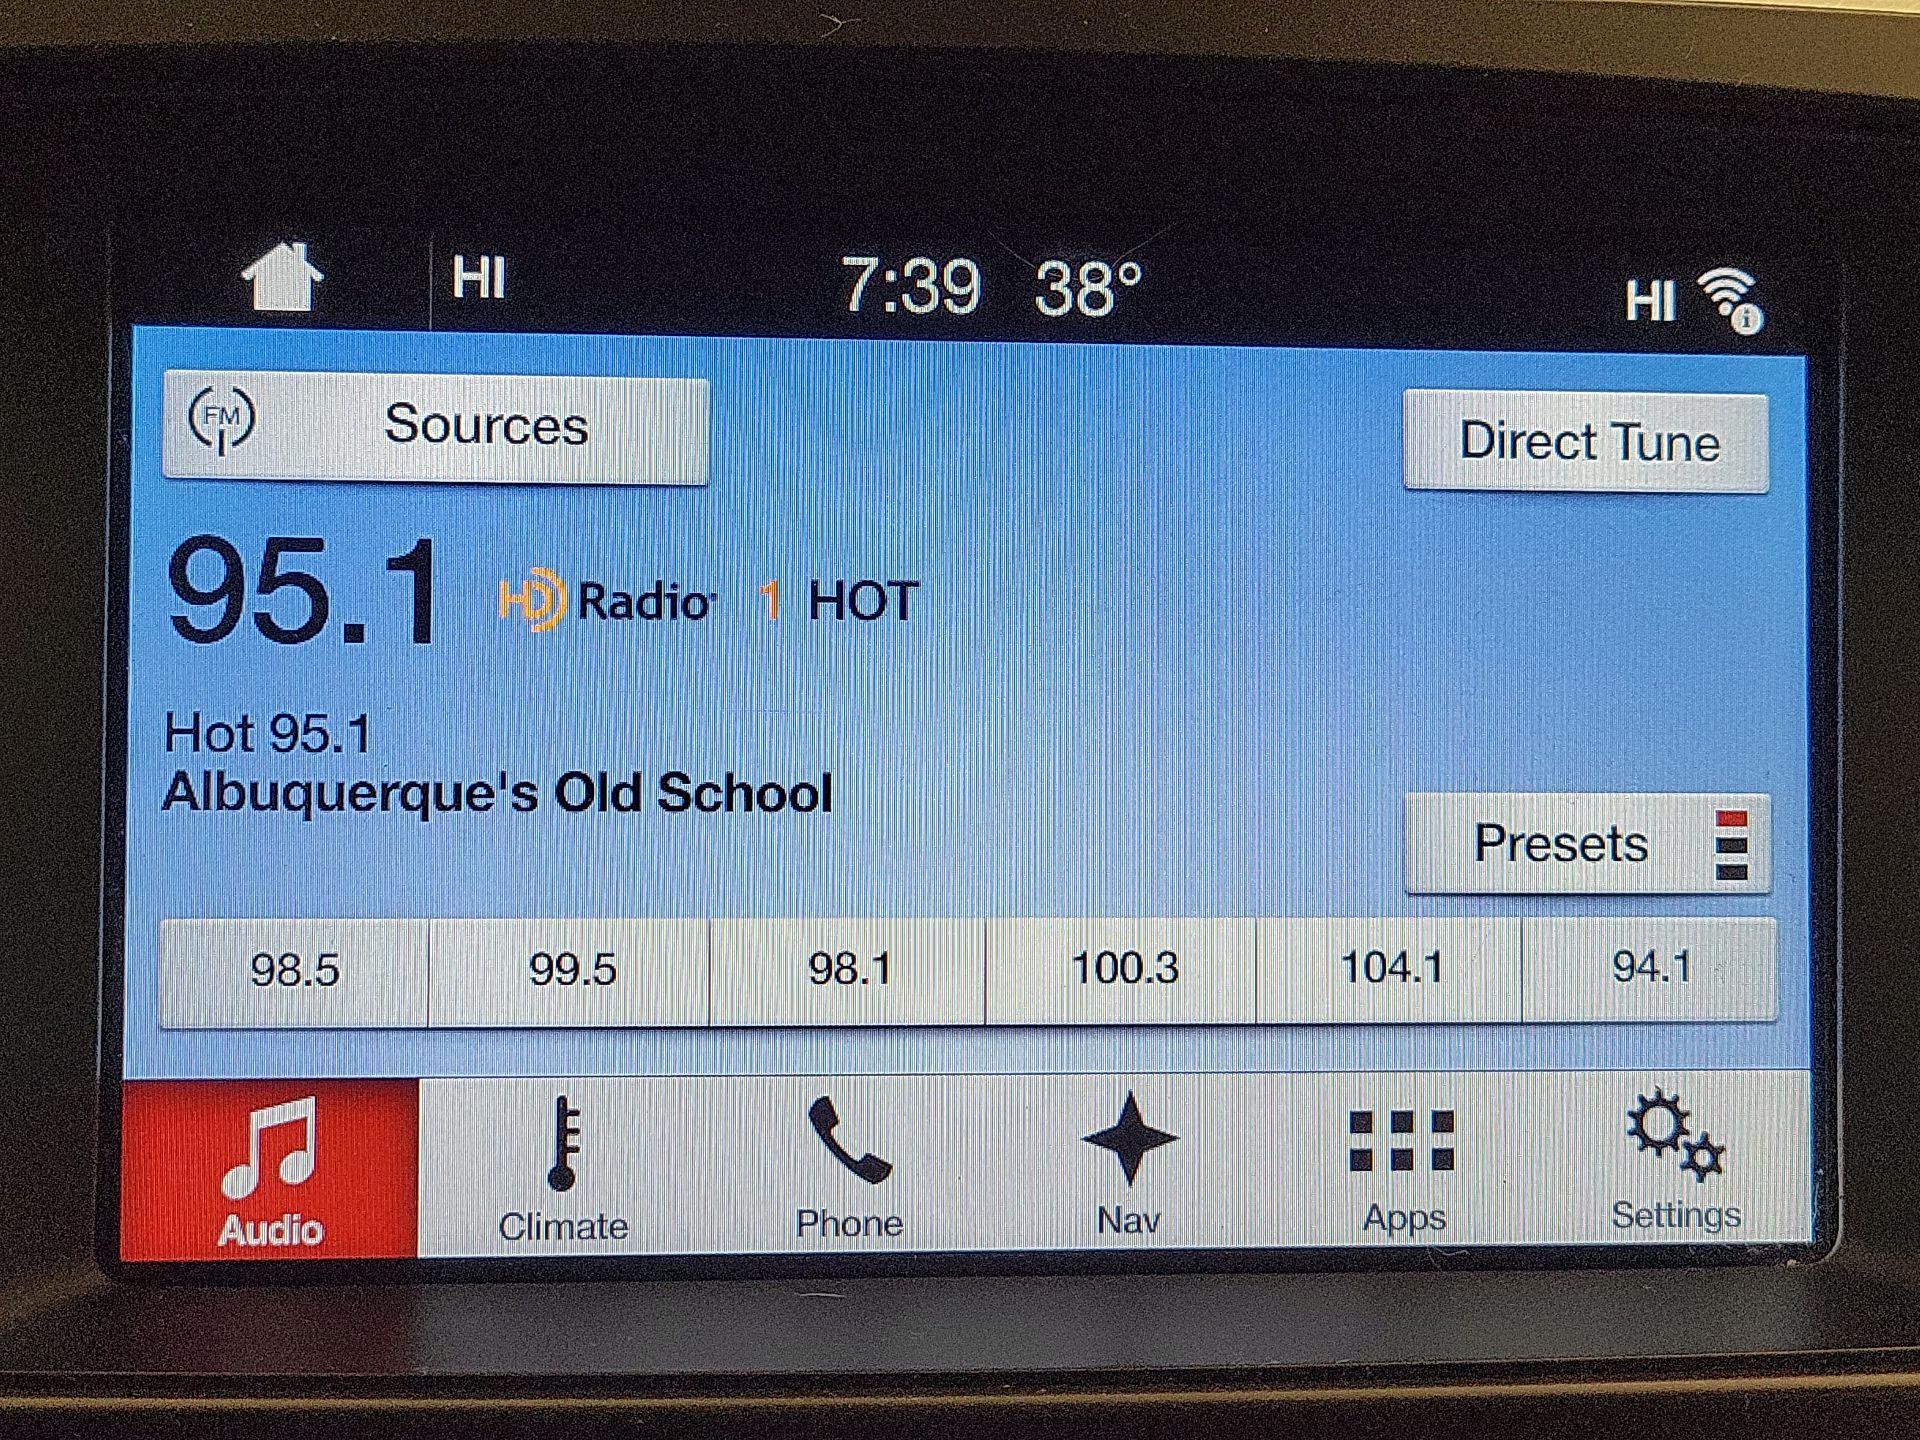 HI 7:39 38° HI
FM Sources
Direct Tune
95.1 HD Radio 1 HOT
Hot 95.1
Albuquerque's Old School
Presets
98.5 99.5 98.1 100.3 104.1 94.1
Audio Climate Phone Nav Apps Settings